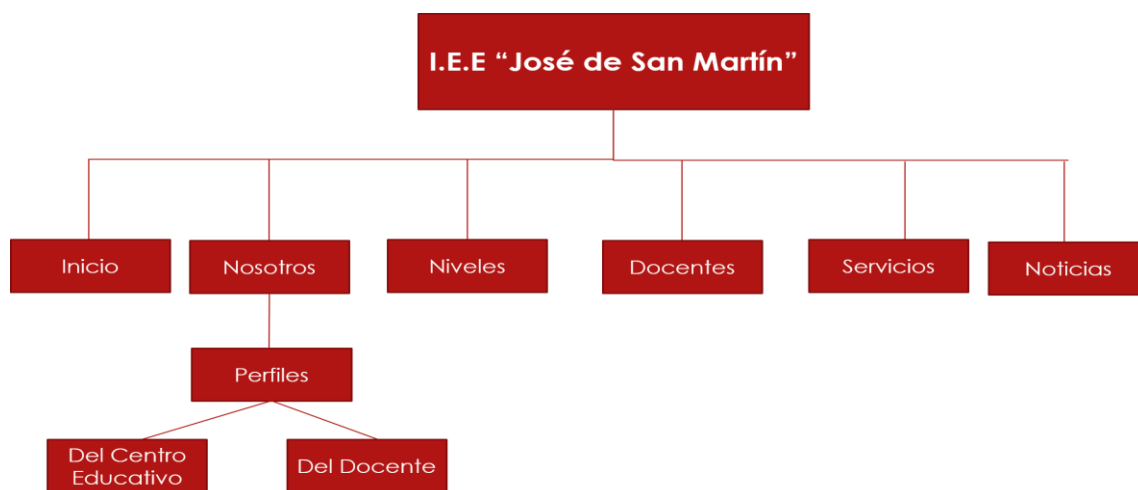 I.E.E “José de San Martín”
Inicio
Nosotros
Niveles
Docentes
Servicios
Noticias
Perfiles
Del Centro
Educativo
Del Docente